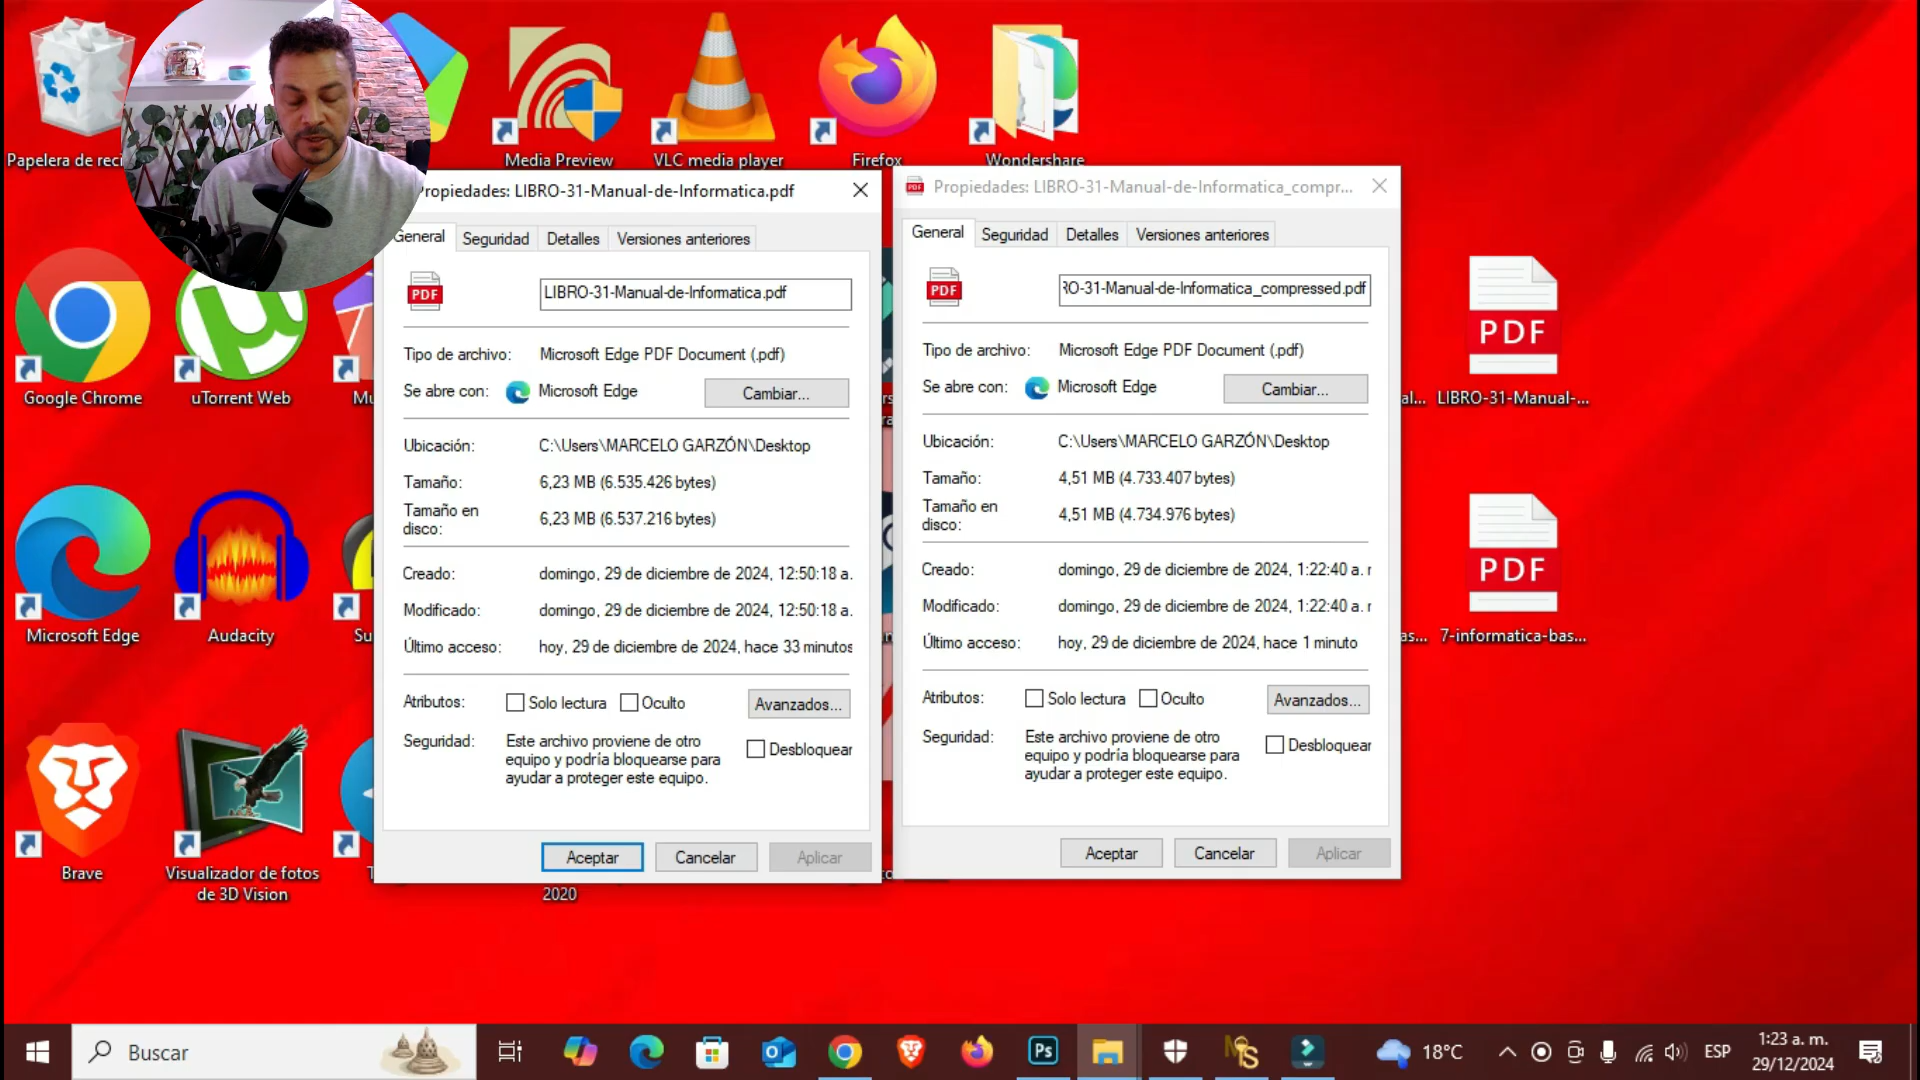 Papelera de reci
Media Preview
VLC media player
Firefox
Wondershare
Google Chrome
uTorrent Web
Mu
Microsoft Edge
Audacity
Su
Brave
Visualizador de fotos
de 3D Vision
2020
Propiedades: LIBRO-31-Manual-de-Informatica.pdf
General
Seguridad
Detalles
Versiones anteriores
PDF
LIBRO-31-Manual-de-Informatica.pdf
Tipo de archivo: Microsoft Edge PDF Document (.pdf)
Se abre con: Microsoft Edge Cambiar...
Ubicación: C:\Users\MARCELO GARZÓN\Desktop
Tamaño: 6,23 MB (6.535.426 bytes)
Tamaño en
disco: 6,23 MB (6.537.216 bytes)
Creado: domingo, 29 de diciembre de 2024, 12:50:18 a.
Modificado: domingo, 29 de diciembre de 2024, 12:50:18 a.
Último acceso: hoy, 29 de diciembre de 2024, hace 33 minutos
Atributos: Solo lectura Oculto Avanzados...
Seguridad: Este archivo proviene de otro
equipo y podría bloquearse para
ayudar a proteger este equipo.
Desbloquear
Aceptar Cancelar Aplicar
PDF
Propiedades: LIBRO-31-Manual-de-Informatica_compr...
General
Seguridad
Detalles
Versiones anteriores
PDF
RO-31-Manual-de-Informatica_compressed.pdf
Tipo de archivo: Microsoft Edge PDF Document (.pdf)
Se abre con: Microsoft Edge Cambiar...
Ubicación: C:\Users\MARCELO GARZÓN\Desktop
Tamaño: 4,51 MB (4.733.407 bytes)
Tamaño en
disco: 4,51 MB (4.734.976 bytes)
Creado: domingo, 29 de diciembre de 2024, 1:22:40 a. r
Modificado: domingo, 29 de diciembre de 2024, 1:22:40 a. r
Último acceso: hoy, 29 de diciembre de 2024, hace 1 minuto
Atributos: Solo lectura Oculto Avanzados...
Seguridad: Este archivo proviene de otro
equipo y podría bloquearse para
ayudar a proteger este equipo.
Desbloquear
Aceptar Cancelar Aplicar
PDF
al... LIBRO-31-Manual-...
PDF
as... 7-informatica-bas...
Buscar
Ps
18°C
ESP
1:23 a. m.
29/12/2024